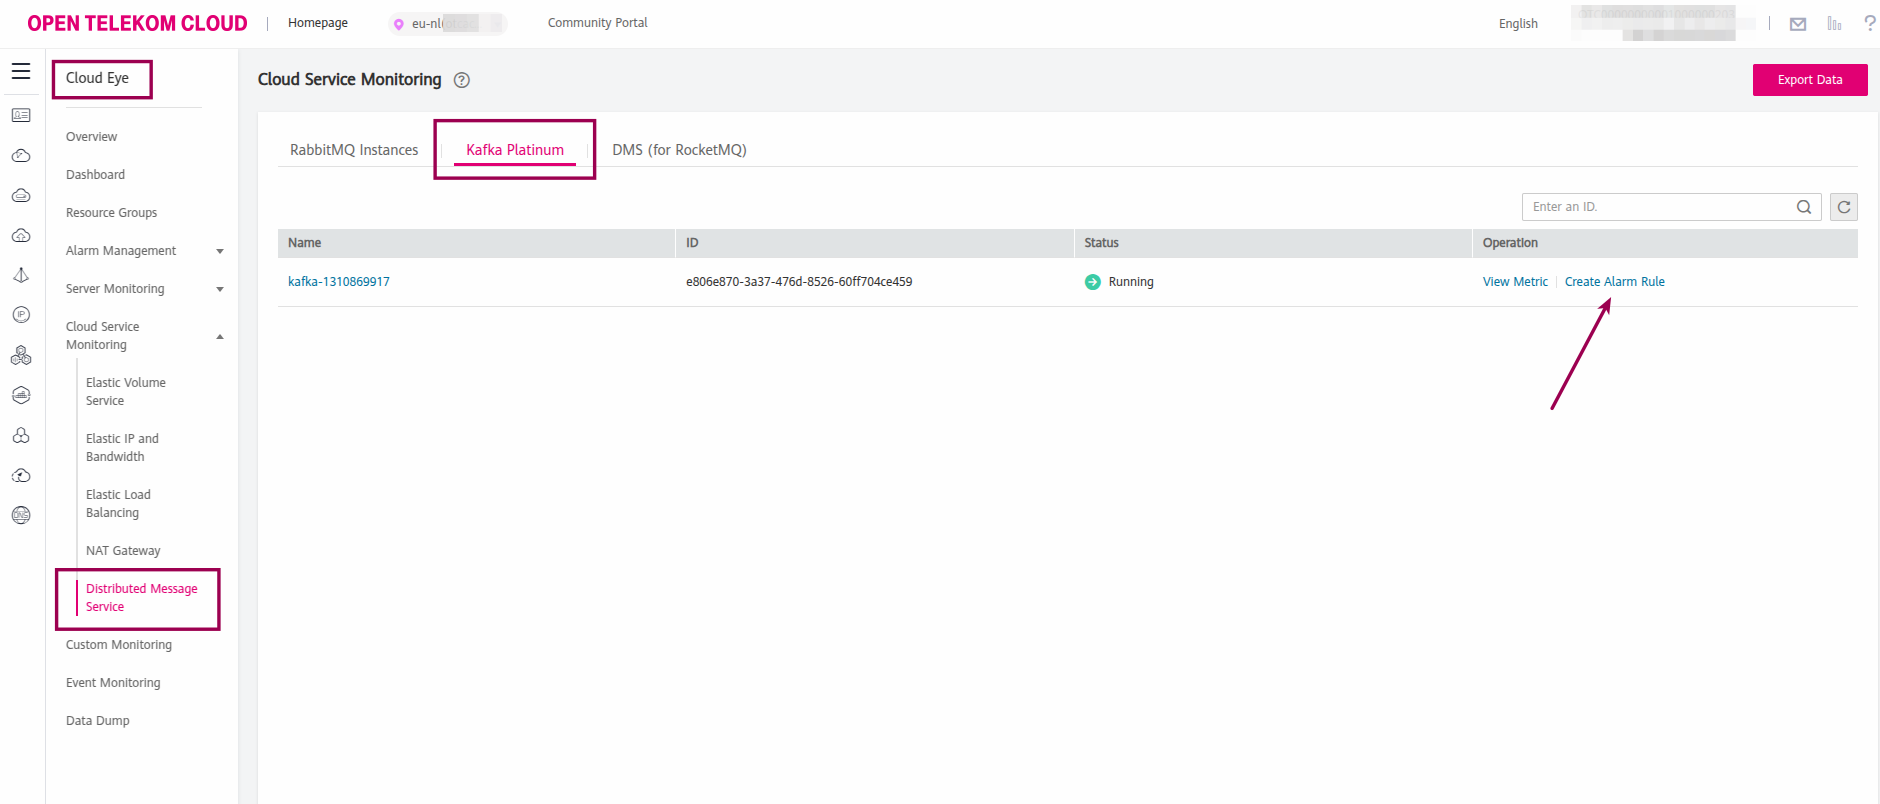 OPEN TELEKOM CLOUD
Homepage
eu-nl
Community Portal
English
Cloud Eye
Overview
Dashboard
Resource Groups
Alarm Management
Server Monitoring
Cloud Service
Monitoring
Elastic Volume
Service
Elastic IP and
Bandwidth
Elastic Load
Balancing
NAT Gateway
Distributed Message
Service
Custom Monitoring
Event Monitoring
Data Dump
IP
DNS
Cloud Service Monitoring ?
Export Data
RabbitMQ Instances
Kafka Platinum
DMS (for RocketMQ)
Enter an ID.
Name ID Status Operation
kafka-1310869917 e806e870-3a37-476d-8526-60ff704ce459 Running View Metric Create Alarm Rule